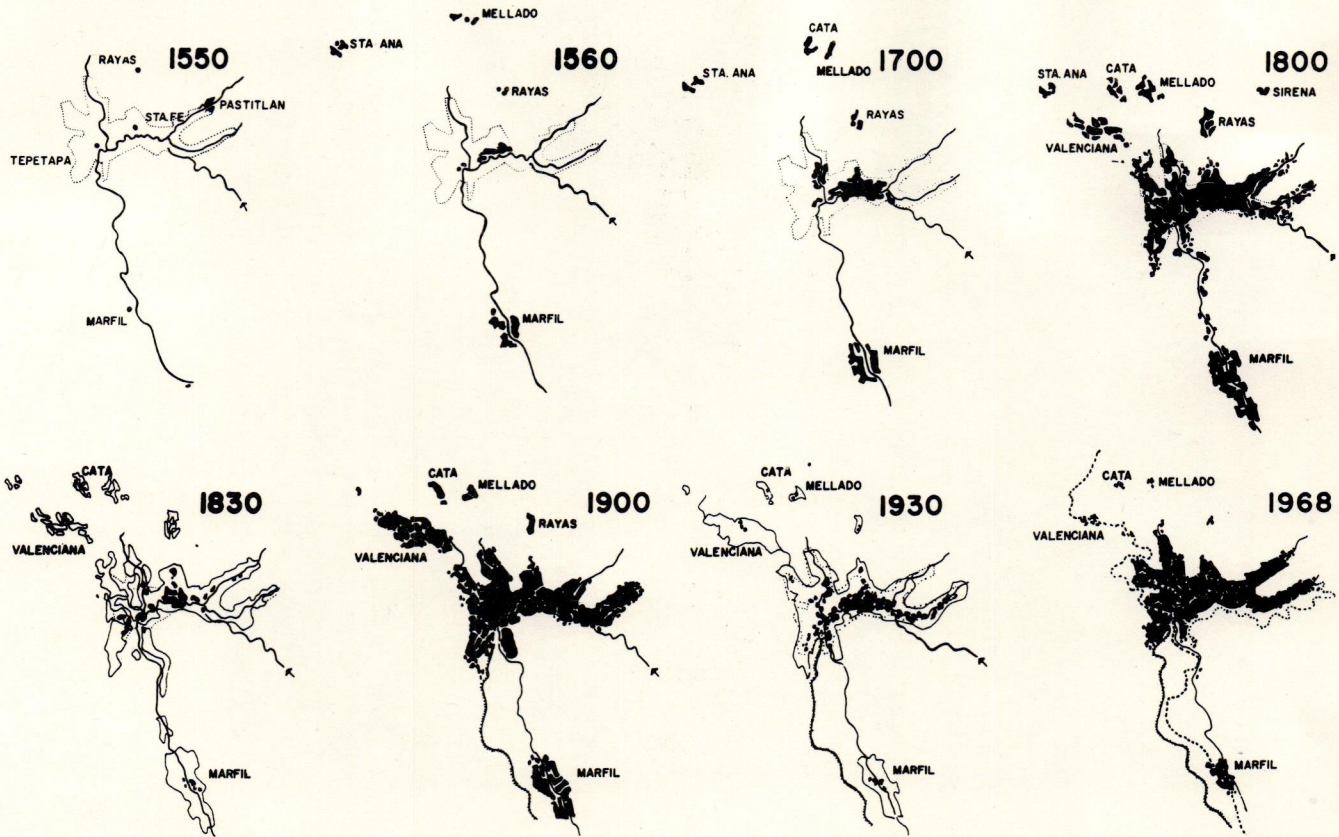 1550
RAYAS
STA.FE
PASTITLAN
TEPETAPA
MARFIL
1560
MELLADO
STA ANA
RAYAS
MARFIL
1700
CATA
MELLADO
STA. ANA
RAYAS
MARFIL
1800
STA. ANA
CATA
MELLADO
SIRENA
RAYAS
VALENCIANA
MARFIL
1830
CATA
VALENCIANA
MARFIL
1900
CATA
MELLADO
RAYAS
VALENCIANA
MARFIL
1930
CATA
MELLADO
VALENCIANA
MARFIL
1968
CATA
MELLADO
VALENCIANA
MARFIL